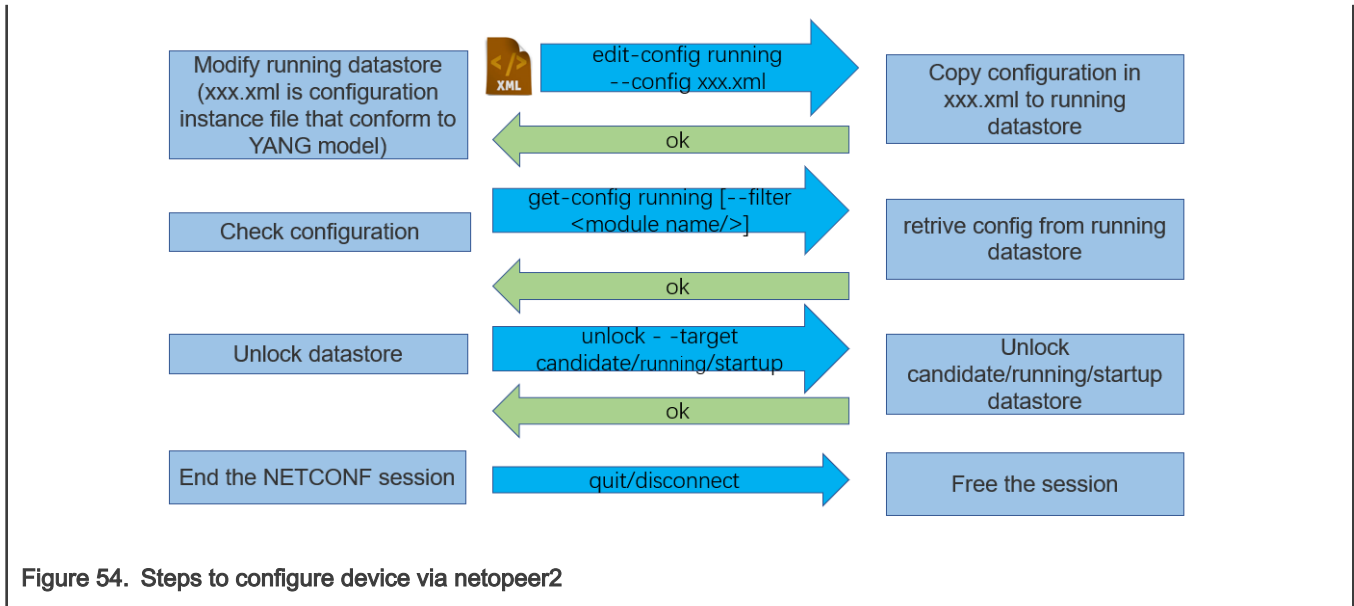 Modify running datastore
(xxx.xml is configuration
instance file that conform to
YANG model)
</>
XML
edit-config running
--config xxx.xml
Copy configuration in
xxx.xml to running
datastore
ok
Check configuration
get-config running [--filter
<module name/>]
retrive config from running
datastore
ok
Unlock datastore
unlock - -target
candidate/running/startup
Unlock
candidate/running/startup
datastore
ok
End the NETCONF session
quit/disconnect
Free the session
Figure 54. Steps to configure device via netopeer2